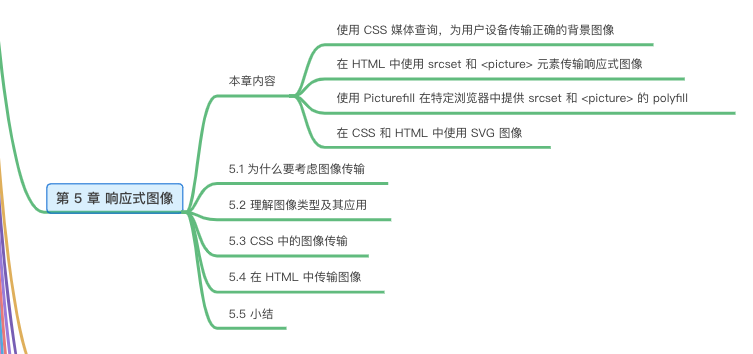 使用 CSS 媒体查询，为用户设备传输正确的背景图像
在 HTML 中使用 srcset 和 <picture> 元素传输响应式图像
本章内容
使用 Picturefill 在特定浏览器中提供 srcset 和 <picture> 的 polyfill
在 CSS 和 HTML 中使用 SVG 图像
5.1 为什么要考虑图像传输
第 5 章 响应式图像
5.2 理解图像类型及其应用
5.3 CSS 中的图像传输
5.4 在 HTML 中传输图像
5.5 小结